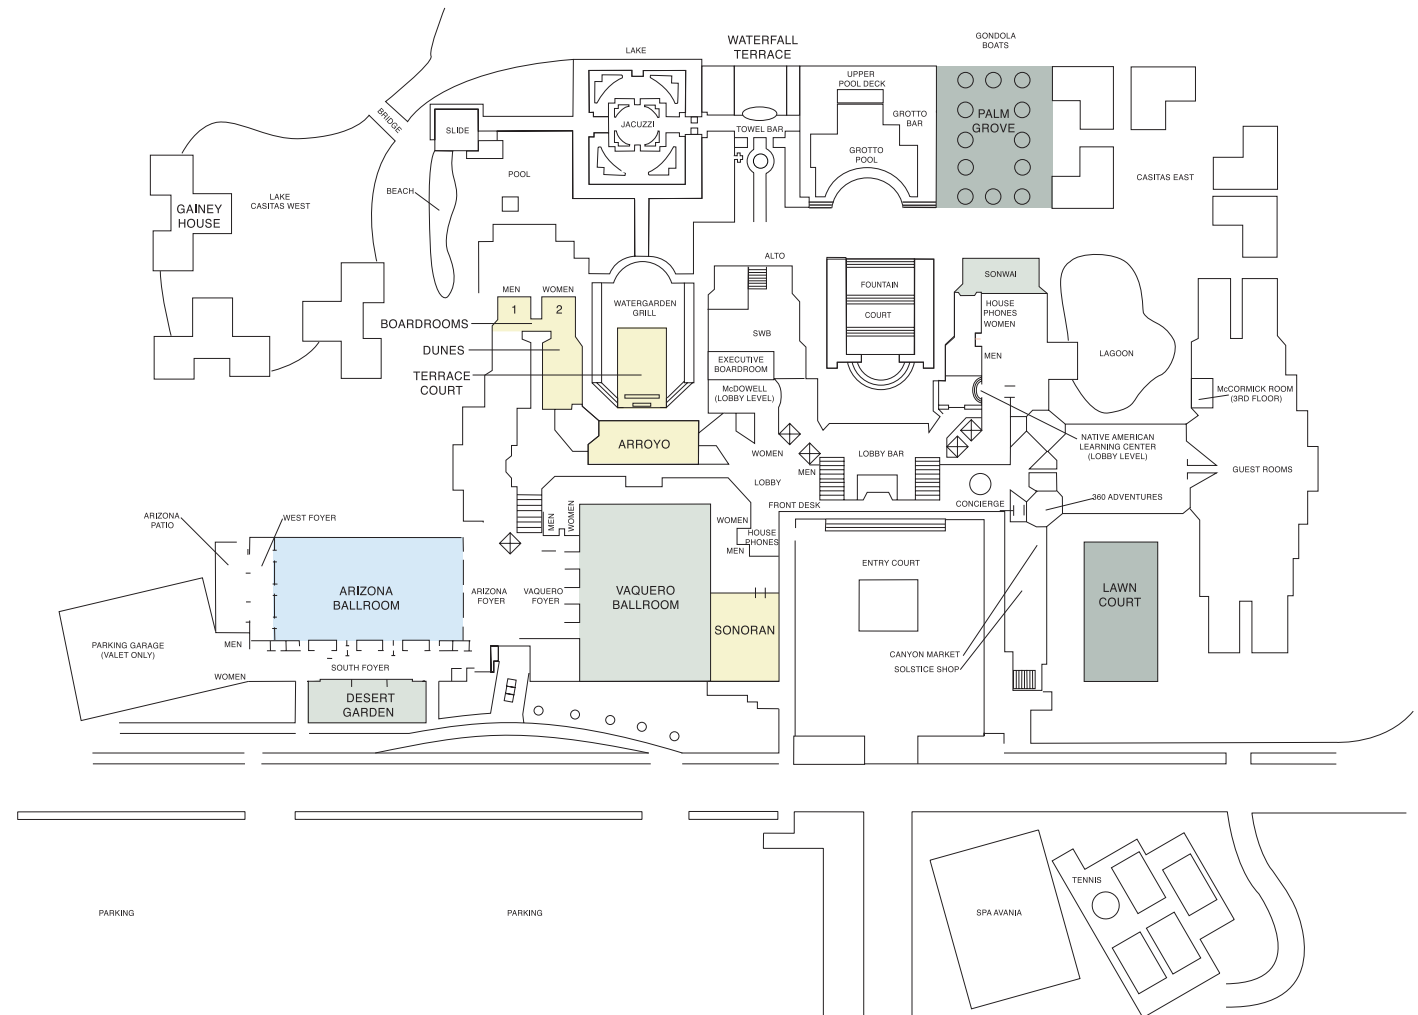 GONDOLA
BOATS
WATERFALL
TERRACE
LAKE
UPPER
POOL DECK
GROTTO
BAR
PALM
GROVE
BRIDGE
SLIDE
JACUZZI
TOWEL BAR
GROTTO
POOL
POOL
CASITAS EAST
BEACH
LAKE
CASITAS WEST
GAINEY
HOUSE
ALTO
SONWAI
FOUNTAIN
COURT
MEN
WOMEN
1
2
WATERGARDEN
GRILL
HOUSE
PHONES
WOMEN
BOARDROOMS
SWB
DUNES
MEN
LAGOON
EXECUTIVE
BOARDROOM
TERRACE
COURT
McDOWELL
(LOBBY LEVEL)
McCORMICK ROOM
(3RD FLOOR)
ARROYO
NATIVE AMERICAN
LEARNING CENTER
(LOBBY LEVEL)
WOMEN
LOBBY BAR
MEN
GUEST ROOMS
LOBBY
360 ADVENTURES
FRONT DESK
CONCIERGE
ARIZONA
PATIO
WEST FOYER
MEN
WOMEN
WOMEN
HOUSE
PHONES
MEN
ENTRY COURT
ARIZONA
BALLROOM
ARIZONA
FOYER
VAQUERO
FOYER
VAQUERO
BALLROOM
LAWN
COURT
SONORAN
PARKING GARAGE
(VALET ONLY)
MEN
CANYON MARKET
SOLSTICE SHOP
SOUTH FOYER
WOMEN
DESERT
GARDEN
TENNIS
PARKING
PARKING
SPA AVANIA